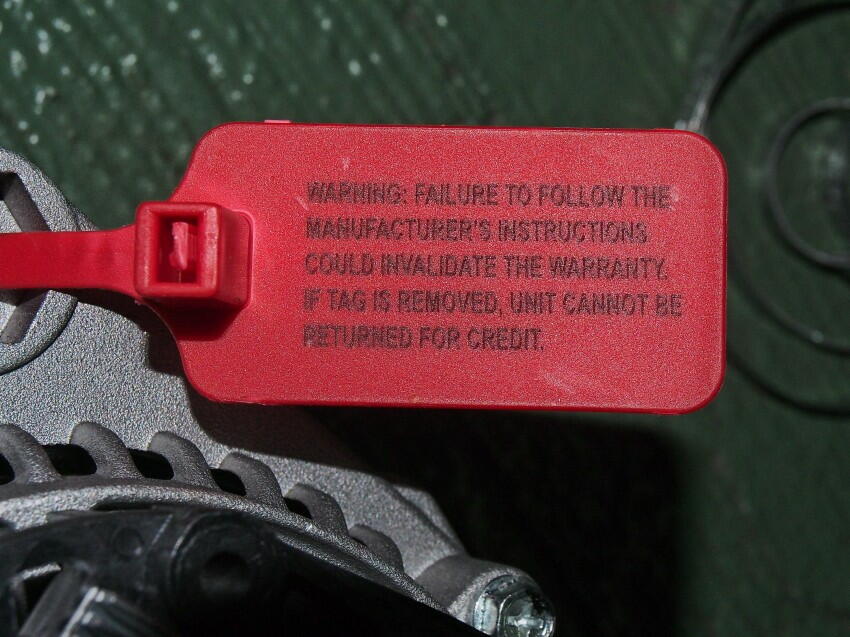 WARNING: FAILURE TO FOLLOW THE
MANUFACTURER'S INSTRUCTIONS
COULD INVALIDATE THE WARRANTY.
IF TAG IS REMOVED, UNIT CANNOT BE
RETURNED FOR CREDIT.